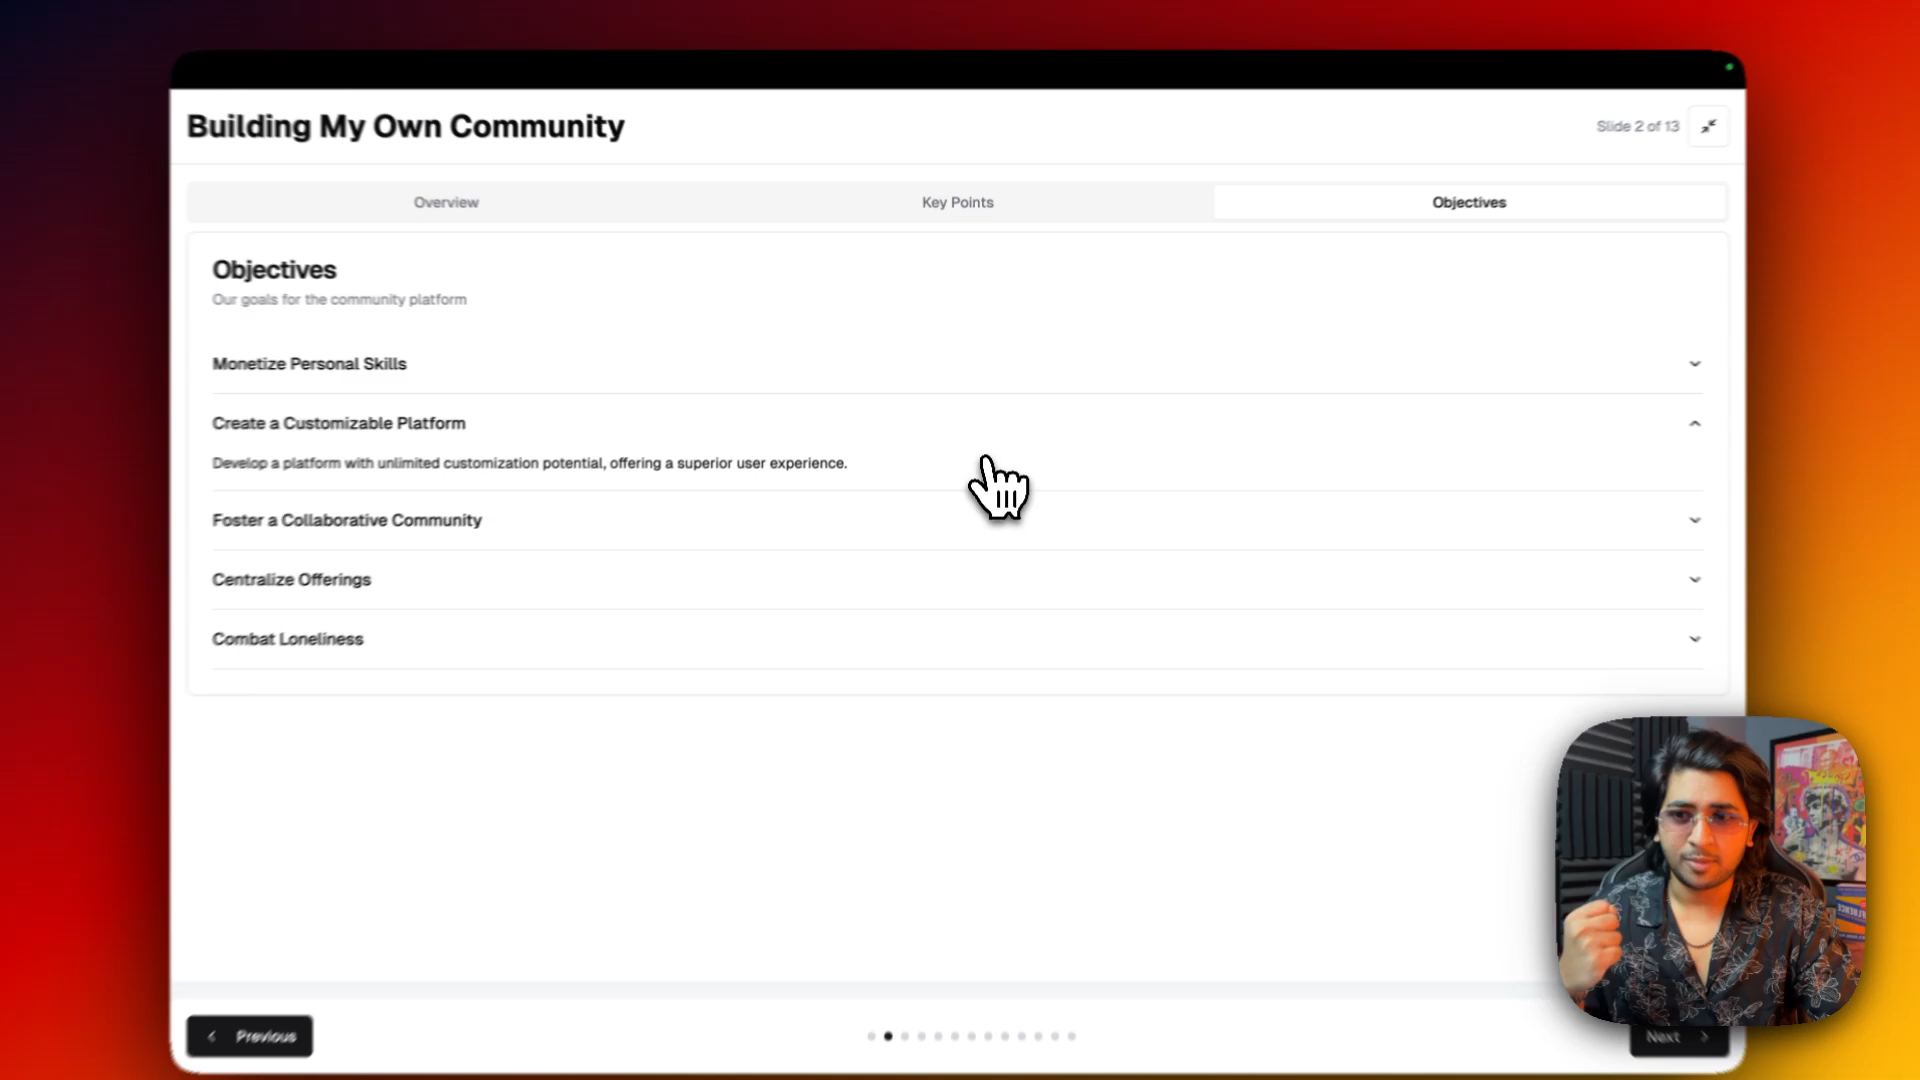 Building My Own Community
Slide 2 of 13
Overview
Key Points
Objectives
Objectives
Our goals for the community platform
Monetize Personal Skills
Create a Customizable Platform
Develop a platform with unlimited customization potential, offering a superior user experience.
Foster a Collaborative Community
Centralize Offerings
Combat Loneliness
Previous
Next